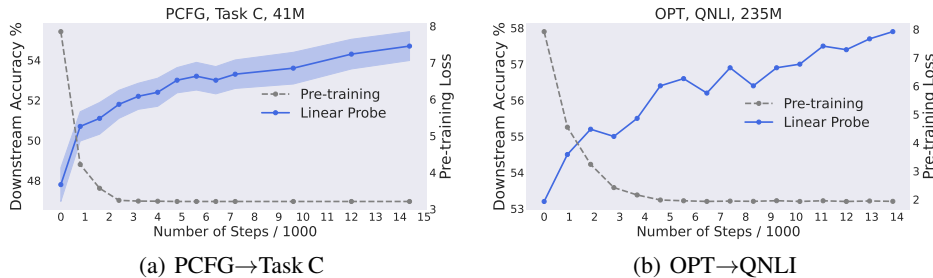 PCFG, Task C, 41M
Downstream Accuracy %
54
52
50
48
8
7
6
5
4
3
Pre-training Loss
Pre-training
Linear Probe
0 1 2 3 4 5 6 7 8 9 10 11 12 13 14 15
Number of Steps / 1000
(a) PCFG→Task C
OPT, QNLI, 235M
Downstream Accuracy %
58
57
56
55
54
53
8
7
6
5
4
3
2
Pre-training Loss
Pre-training
Linear Probe
0 1 2 3 4 5 6 7 8 9 10 11 12 13 14
Number of Steps / 1000
(b) OPT→QNLI